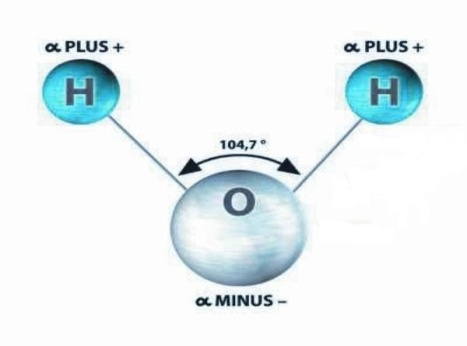 α PLUS +
α PLUS +
H
H
104,7 °
O
α MINUS –